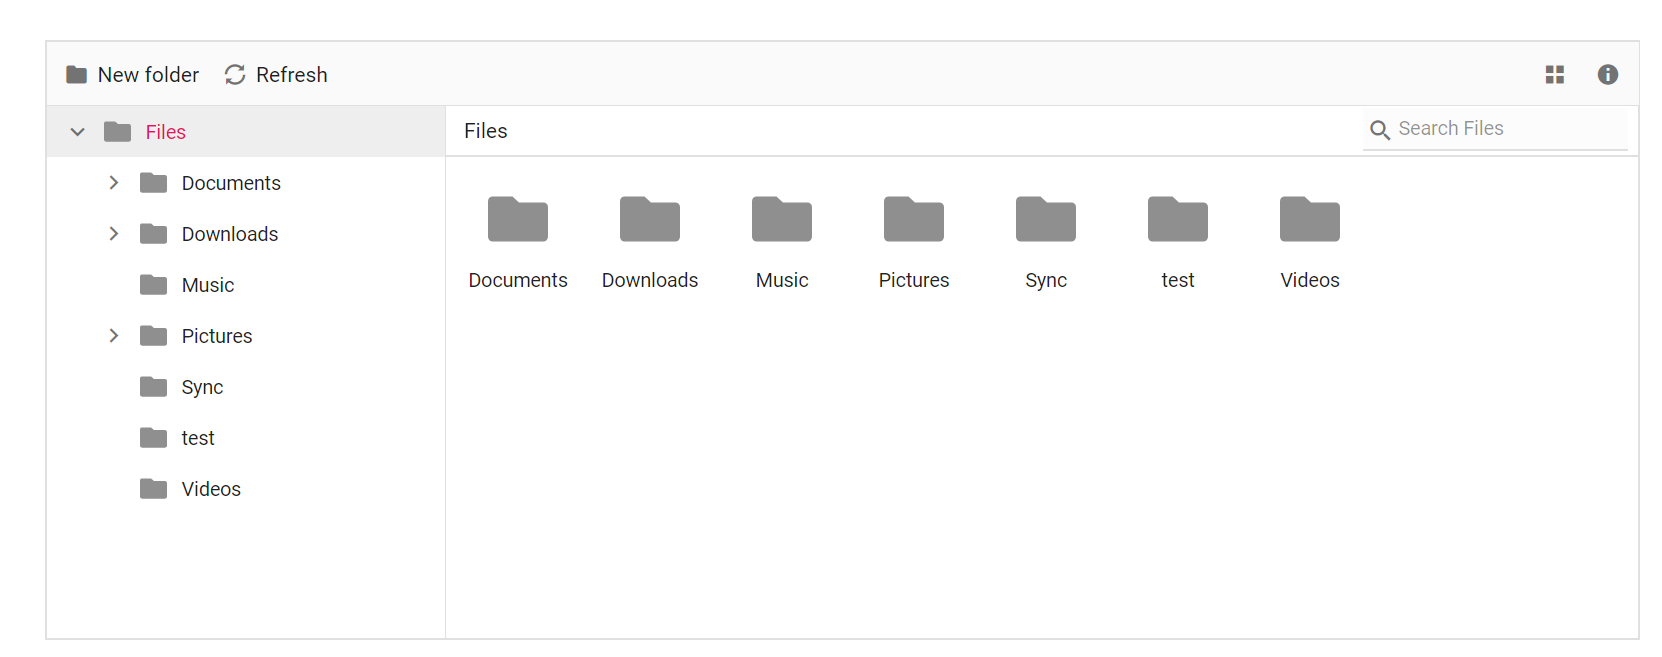 New folder Refresh
Files
Documents
Downloads
Music
Pictures
Sync
test
Videos
Files
Search Files
Documents Downloads Music Pictures Sync test Videos